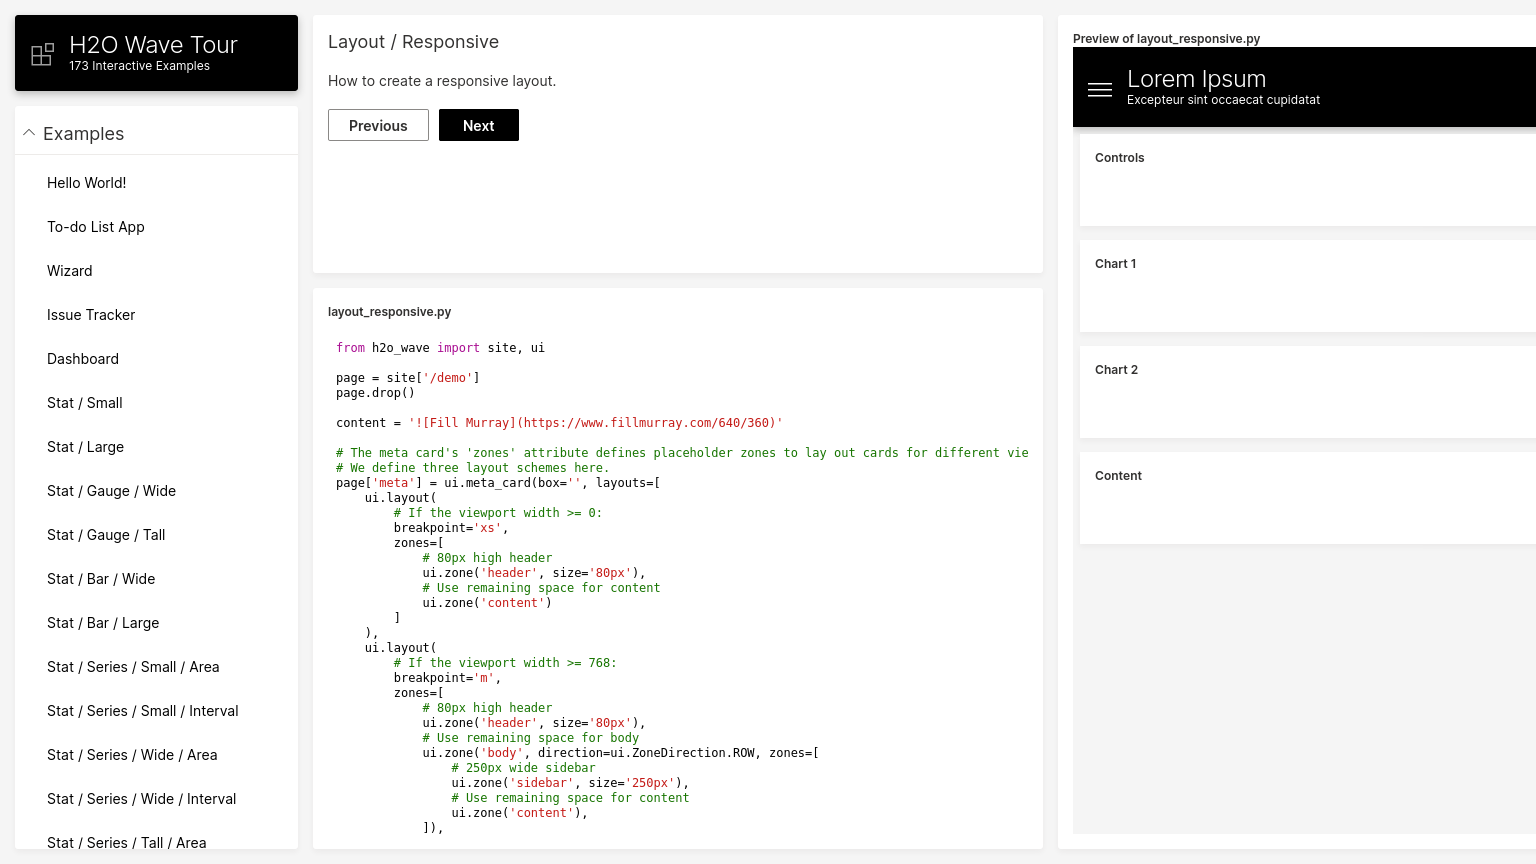 H2O Wave Tour
173 Interactive Examples
Examples
Hello World!
To-do List App
Wizard
Issue Tracker
Dashboard
Stat / Small
Stat / Large
Stat / Gauge / Wide
Stat / Gauge / Tall
Stat / Bar / Wide
Stat / Bar / Large
Stat / Series / Small / Area
Stat / Series / Small / Interval
Stat / Series / Wide / Area
Stat / Series / Wide / Interval
Stat / Series / Tall / Area
Layout / Responsive
How to create a responsive layout.
Previous Next
layout_responsive.py
from h2o_wave import site, ui
page = site['/demo']
page.drop()
content = '![Fill Murray](https://www.fillmurray.com/640/360)'
# The meta card's 'zones' attribute defines placeholder zones to lay out cards for different vie
# We define three layout schemes here.
page['meta'] = ui.meta_card(box='', layouts=[
    ui.layout(
        # If the viewport width >= 0:
        breakpoint='xs',
        zones=[
            # 80px high header
            ui.zone('header', size='80px'),
            # Use remaining space for content
            ui.zone('content')
        ]
    ),
    ui.layout(
        # If the viewport width >= 768:
        breakpoint='m',
        zones=[
            # 80px high header
            ui.zone('header', size='80px'),
            # Use remaining space for body
            ui.zone('body', direction=ui.ZoneDirection.ROW, zones=[
                # 250px wide sidebar
                ui.zone('sidebar', size='250px'),
                # Use remaining space for content
                ui.zone('content'),
            ]),
Preview of layout_responsive.py
Lorem Ipsum
Excepteur sint occaecat cupidatat
Controls
Chart 1
Chart 2
Content